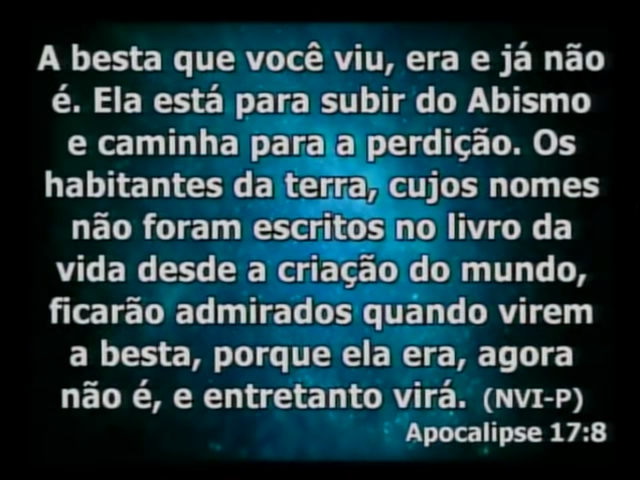 A besta que você viu, era e já não
é. Ela está para subir do Abismo
e caminha para a perdição. Os
habitantes da terra, cujos nomes
não foram escritos no livro da
vida desde a criação do mundo,
ficarão admirados quando virem
a besta, porque ela era, agora
não é, e entretanto virá. (NVI-P)
Apocalipse 17:8